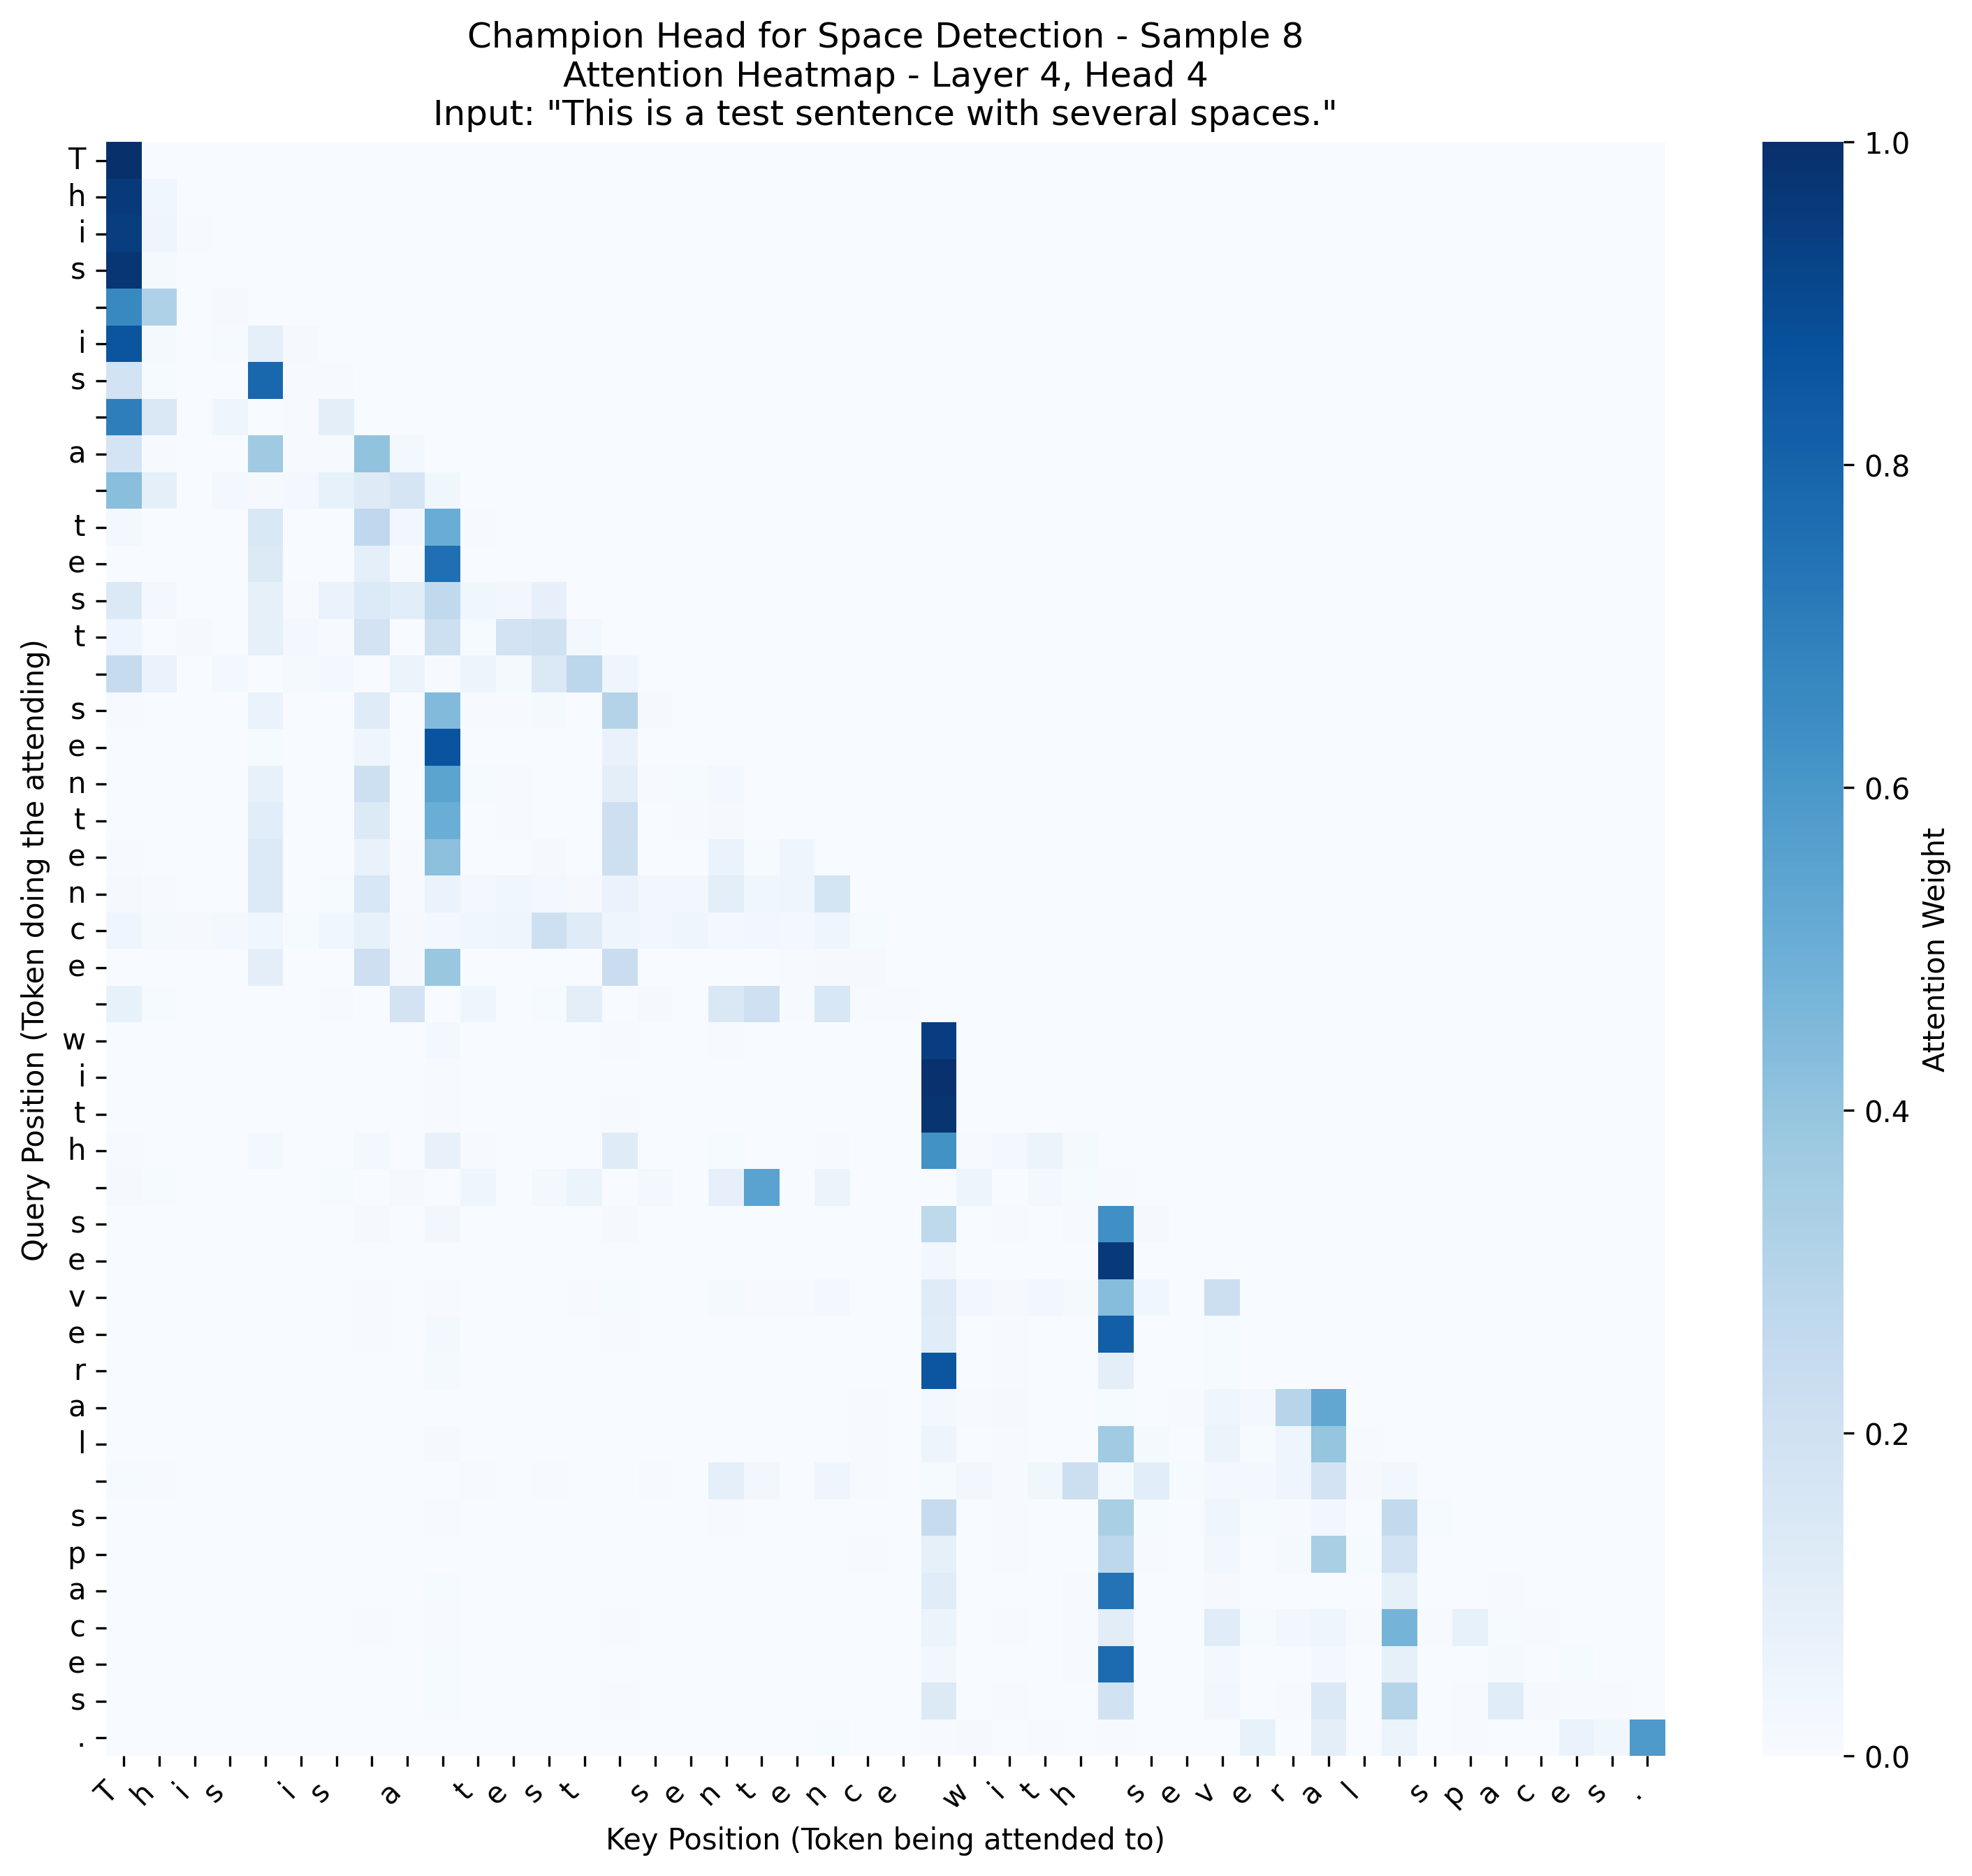 Champion Head for Space Detection - Sample 8
Attention Heatmap - Layer 4, Head 4
Input: "This is a test sentence with several spaces."
Query Position (Token doing the attending)
T
h
i
s
i
s
a
t
e
s
t
s
e
n
t
e
n
c
e
w
i
t
h
s
e
v
e
r
a
l
s
p
a
c
e
s
.
T h i s i s a t e s t s e n t e n c e w i t h s e v e r a l s p a c e s .
Key Position (Token being attended to)
1.0
0.8
0.6
0.4
0.2
0.0
Attention Weight